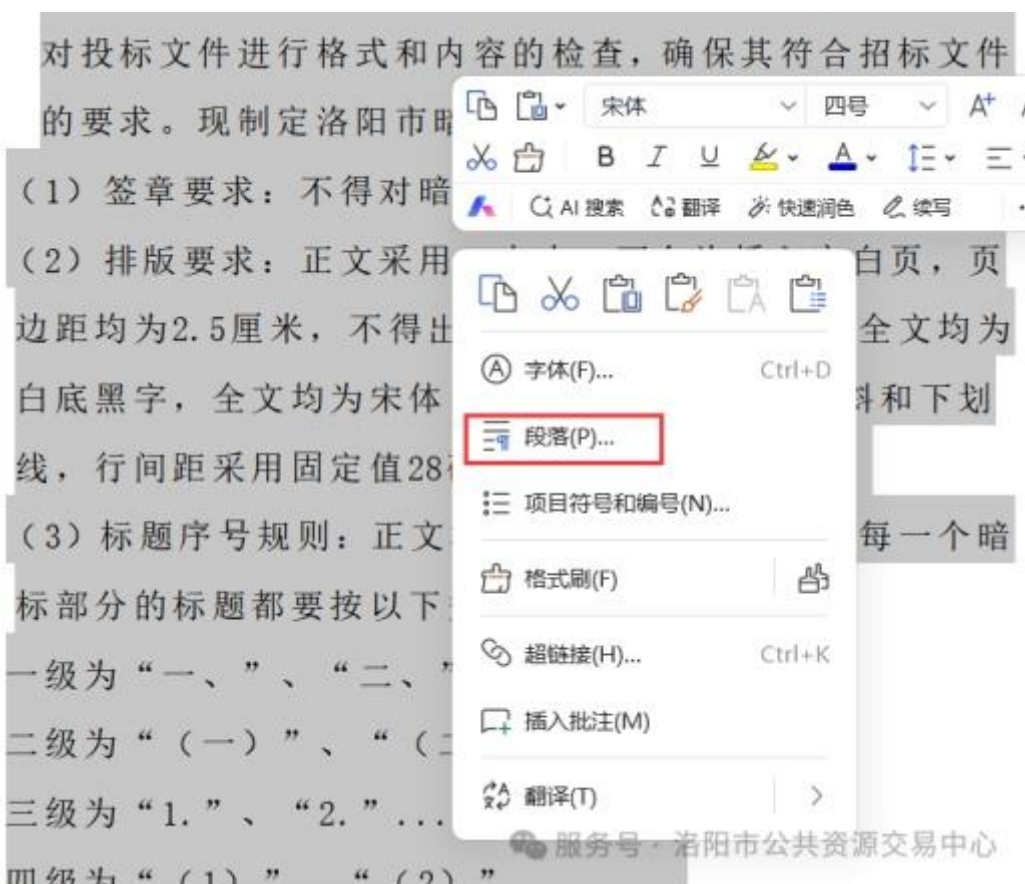 对投标文件进行格式和内容的检查，确保其符合招标文件
的要求。现制定洛阳市暗
（1）签章要求：不得对暗
（2）排版要求：正文采用
白页，页
边距均为2.5厘米，不得出
全文均为
白底黑字，全文均为宋体
斜和下划
线，行间距采用固定值28
（3）标题序号规则：正文
每一个暗
标部分的标题都要按以下
一级为“一、”、“二、”
二级为“（一）”、“（二
三级为“1.”、“2.”...
四级为“（1）”、“（2）”
宋体 四号 A+
B I U A
AI 搜索 翻译 快速润色 续写
字体(F)... Ctrl+D
段落(P)...
项目符号和编号(N)...
格式刷(F)
超链接(H)... Ctrl+K
插入批注(M)
翻译(T)
服务号 · 洛阳市公共资源交易中心